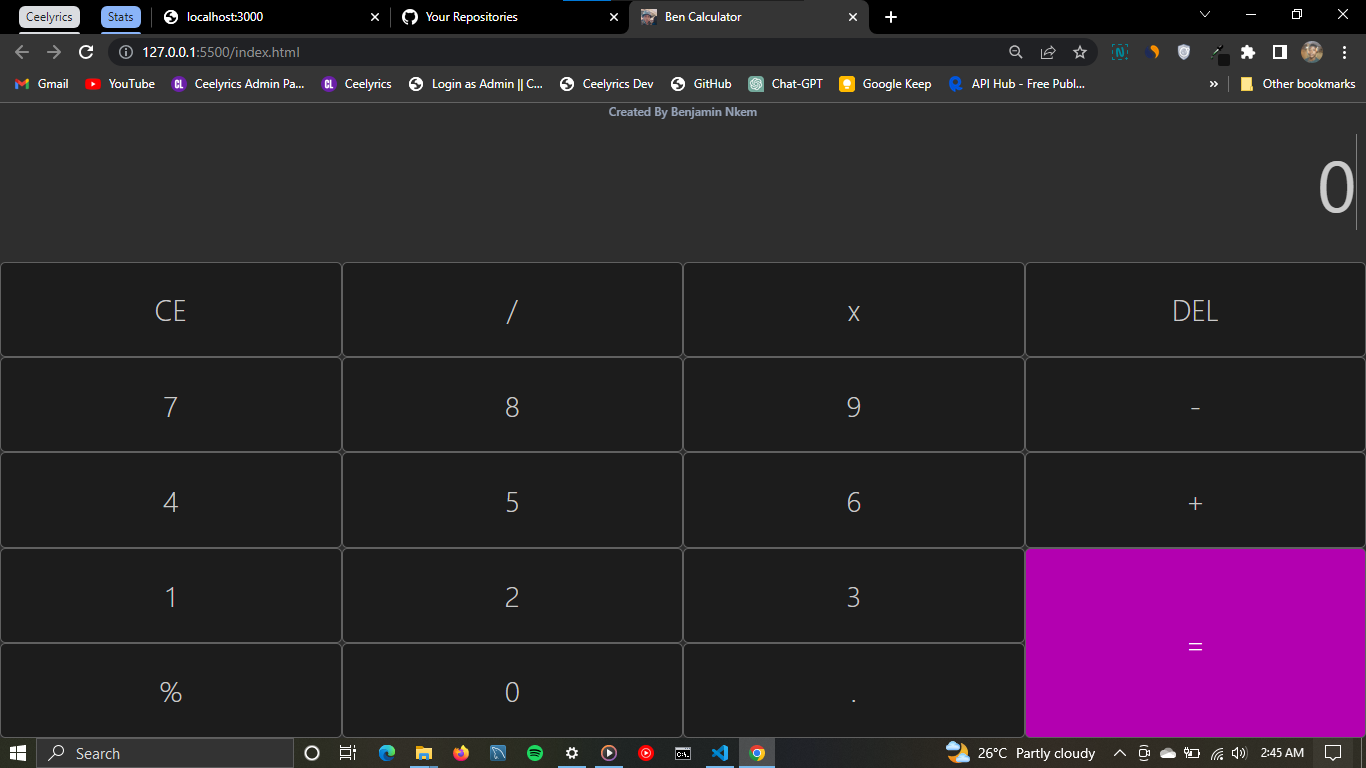 Ceelyrics Stats localhost:3000 Your Repositories Ben Calculator
127.0.0.1:5500/index.html
Gmail YouTube Ceelyrics Admin Pa... Ceelyrics Login as Admin || C... Ceelyrics Dev GitHub Chat-GPT Google Keep API Hub - Free Publ... » Other bookmarks
Created By Benjamin Nkem
0
CE / x DEL
7 8 9 -
4 5 6 +
1 2 3
=
% 0 .
Search 26°C Partly cloudy 2:45 AM